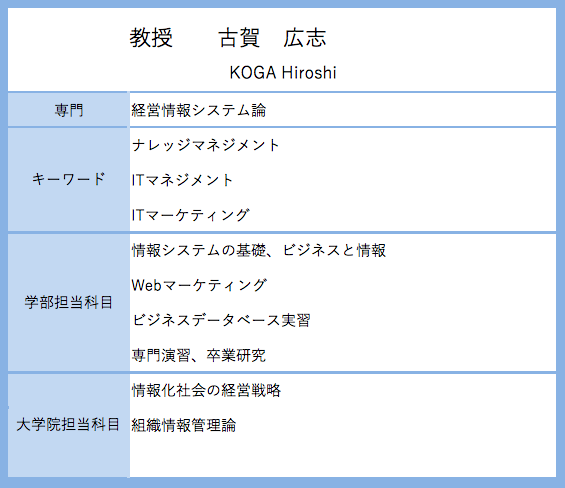 教授　　古賀　広志
KOGA Hiroshi
専門
経営情報システム論
キーワード
ナレッジマネジメント
ITマネジメント
ITマーケティング
学部担当科目
情報システムの基礎、ビジネスと情報
Webマーケティング
ビジネスデータベース実習
専門演習、卒業研究
大学院担当科目
情報化社会の経営戦略
組織情報管理論